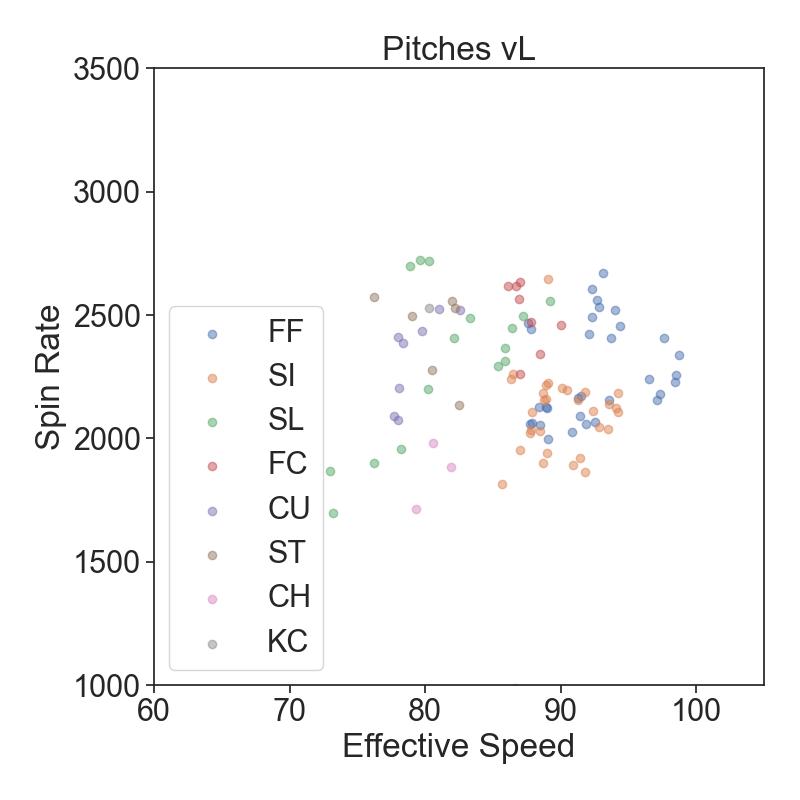 Pitches vL
3500
3000
2500
2000
1500
1000
Spin Rate
FF
SI
SL
FC
CU
ST
CH
KC
60 70 80 90 100
Effective Speed